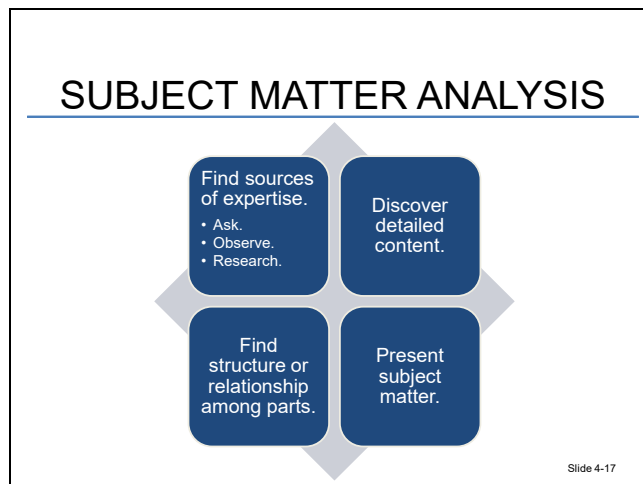 SUBJECT MATTER ANALYSIS
Find sources
of expertise.
• Ask.
• Observe.
• Research.
Discover
detailed
content.
Find
structure or
relationship
among parts.
Present
subject
matter.
Slide 4-17